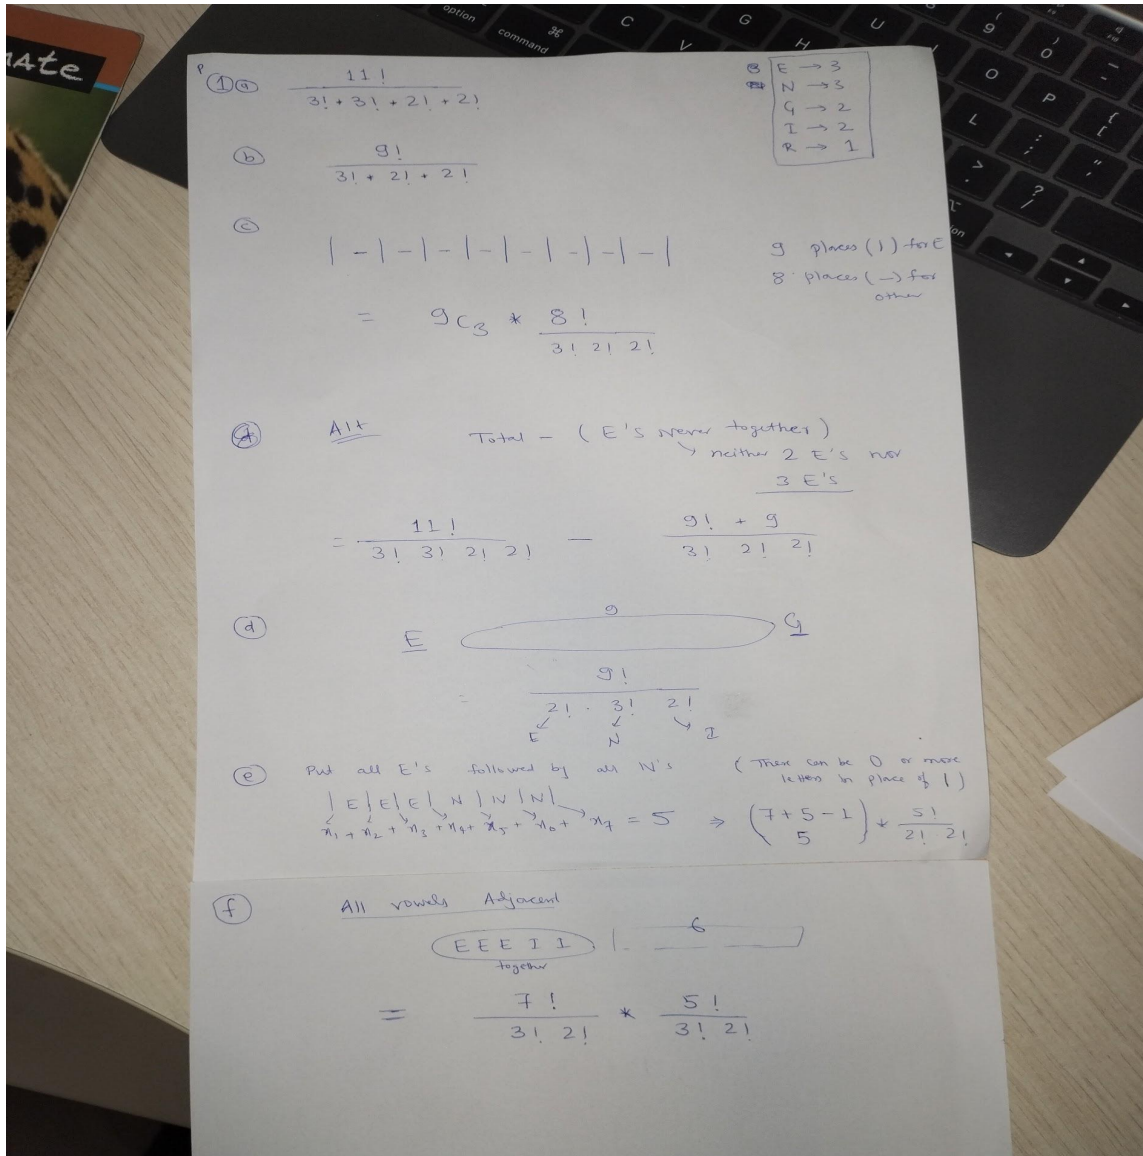 MATE
option
command
⌘
C
V
G
H
U
( 9
) 0
O
P
L
{ [
: ;
" '
> .
? /
P
① ⓐ 11!
3! * 3! * 2! * 2!
E → 3
N → 3
G → 2
I → 2
R → 1
ⓑ 9!
3! * 2! * 2!
ⓒ
| - | - | - | - | - | - | - | - |
9 places (|) for E
8 places (-) for
other
= 9C3 * 8!
3! 2! 2!
Alt Total - ( E's never together )
↘ neither 2 E's nor
3 E's
= 11! / 3! 3! 2! 2! — 9! * 9 / 3! 2! 2!
ⓓ E 9 G
= 9!
2! · 3! 2!
E N I
ⓔ Put all E's followed by all N's ( There can be 0 or more
letters in place of | )
| E | E | E | N | N | N |
x1 + x2 + x3 + x4 + x5 + x6 + x7 = 5 ⇒ (7+5-1 5) * 5! / 2! · 2!
ⓕ All vowels Adjacent
E E E I I 6
together
= 7! / 3! 2! * 5! / 3! 2!